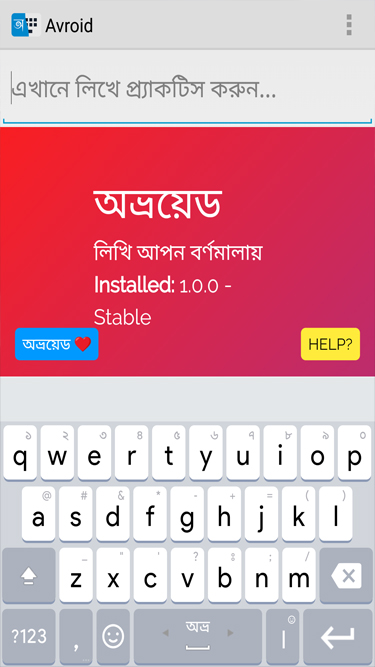 অ Avroid
এখানে লিখে প্র্যাকটিস করুন...
অভ্রয়েড
লিখি আপন বর্ণমালায়
Installed: 1.0.0 -
Stable
অভ্রয়েড ❤️
HELP?
১ ২ ৩ ৪ ৫ ৬ ৭ ৮ ৯ ০
q w e r t y u i o p
@ # & * - + = ( )
a s d f g h j k l
_ " ' ? : ; /
z x c v b n m
?123 , অভ্র ।